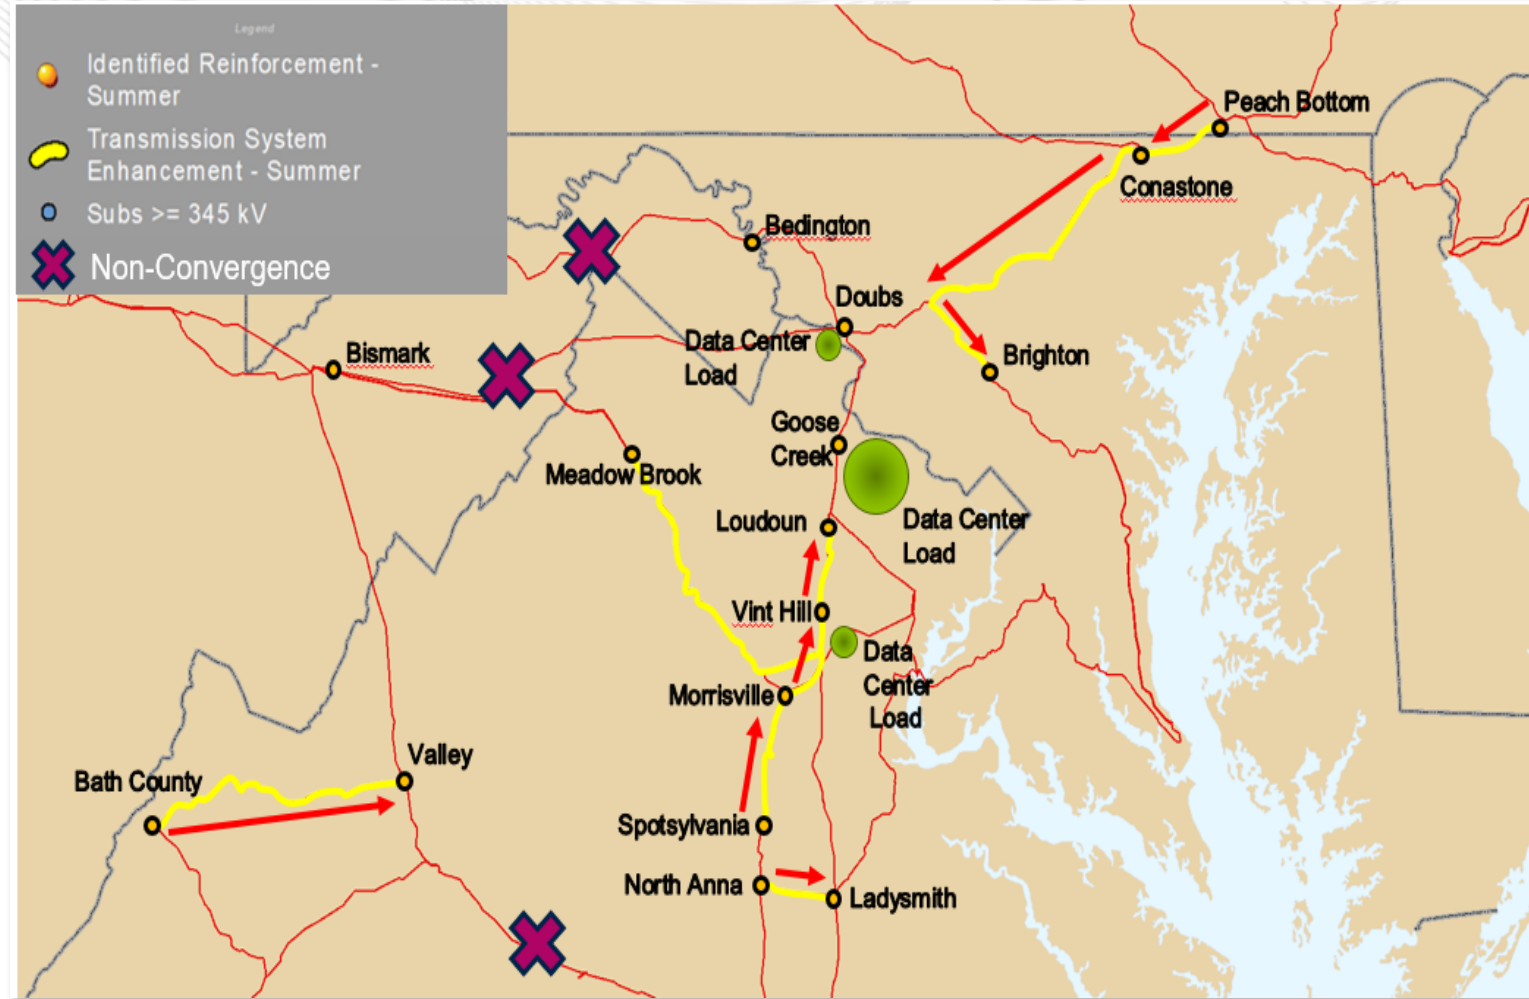 Legend
Identified Reinforcement -
Summer
Transmission System
Enhancement - Summer
Subs >= 345 kV
Non-Convergence
Peach Bottom
Conastone
Bedington
Doubs
Data Center
Load
Brighton
Bismark
Goose
Creek
Meadow Brook
Loudoun
Data Center
Load
Vint Hill
Data
Center
Load
Morrisville
Valley
Bath County
Spotsylvania
North Anna
Ladysmith